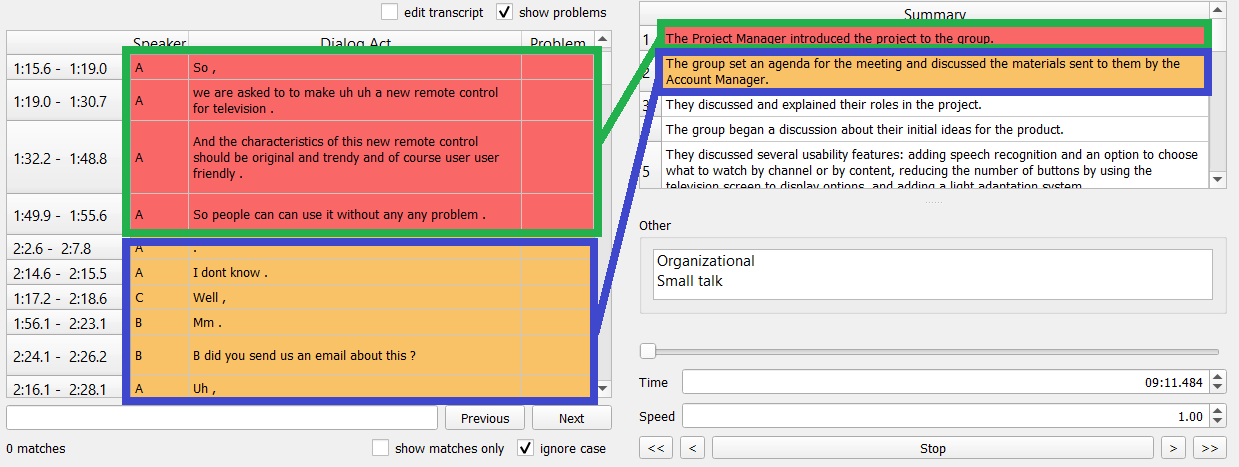 edit transcript show problems
Speaker Dialog Act Problem
1:15.6 - 1:19.0 A So ,
1:19.0 - 1:30.7 A we are asked to to make uh uh a new remote control
for television .
1:32.2 - 1:48.8 A And the characteristics of this new remote control
should be original and trendy and of course user user
friendly .
1:49.9 - 1:55.6 A So people can can use it without any any problem .
2:2.6 - 2:7.8 A .
2:14.6 - 2:15.5 A I dont know .
1:17.2 - 2:18.6 C Well ,
1:56.1 - 2:23.1 B Mm .
2:24.1 - 2:26.2 B B did you send us an email about this ?
2:16.1 - 2:28.1 A Uh ,
Previous Next
0 matches show matches only ignore case
Summary
1 The Project Manager introduced the project to the group.
2 The group set an agenda for the meeting and discussed the materials sent to them by the
Account Manager.
3 They discussed and explained their roles in the project.
The group began a discussion about their initial ideas for the product.
5 They discussed several usability features: adding speech recognition and an option to choose
what to watch by channel or by content, reducing the number of buttons by using the
television screen to display options, and adding a light adaptation system.
Other
Organizational
Small talk
Time 09:11.484
Speed 1.00
<< < Stop > >>